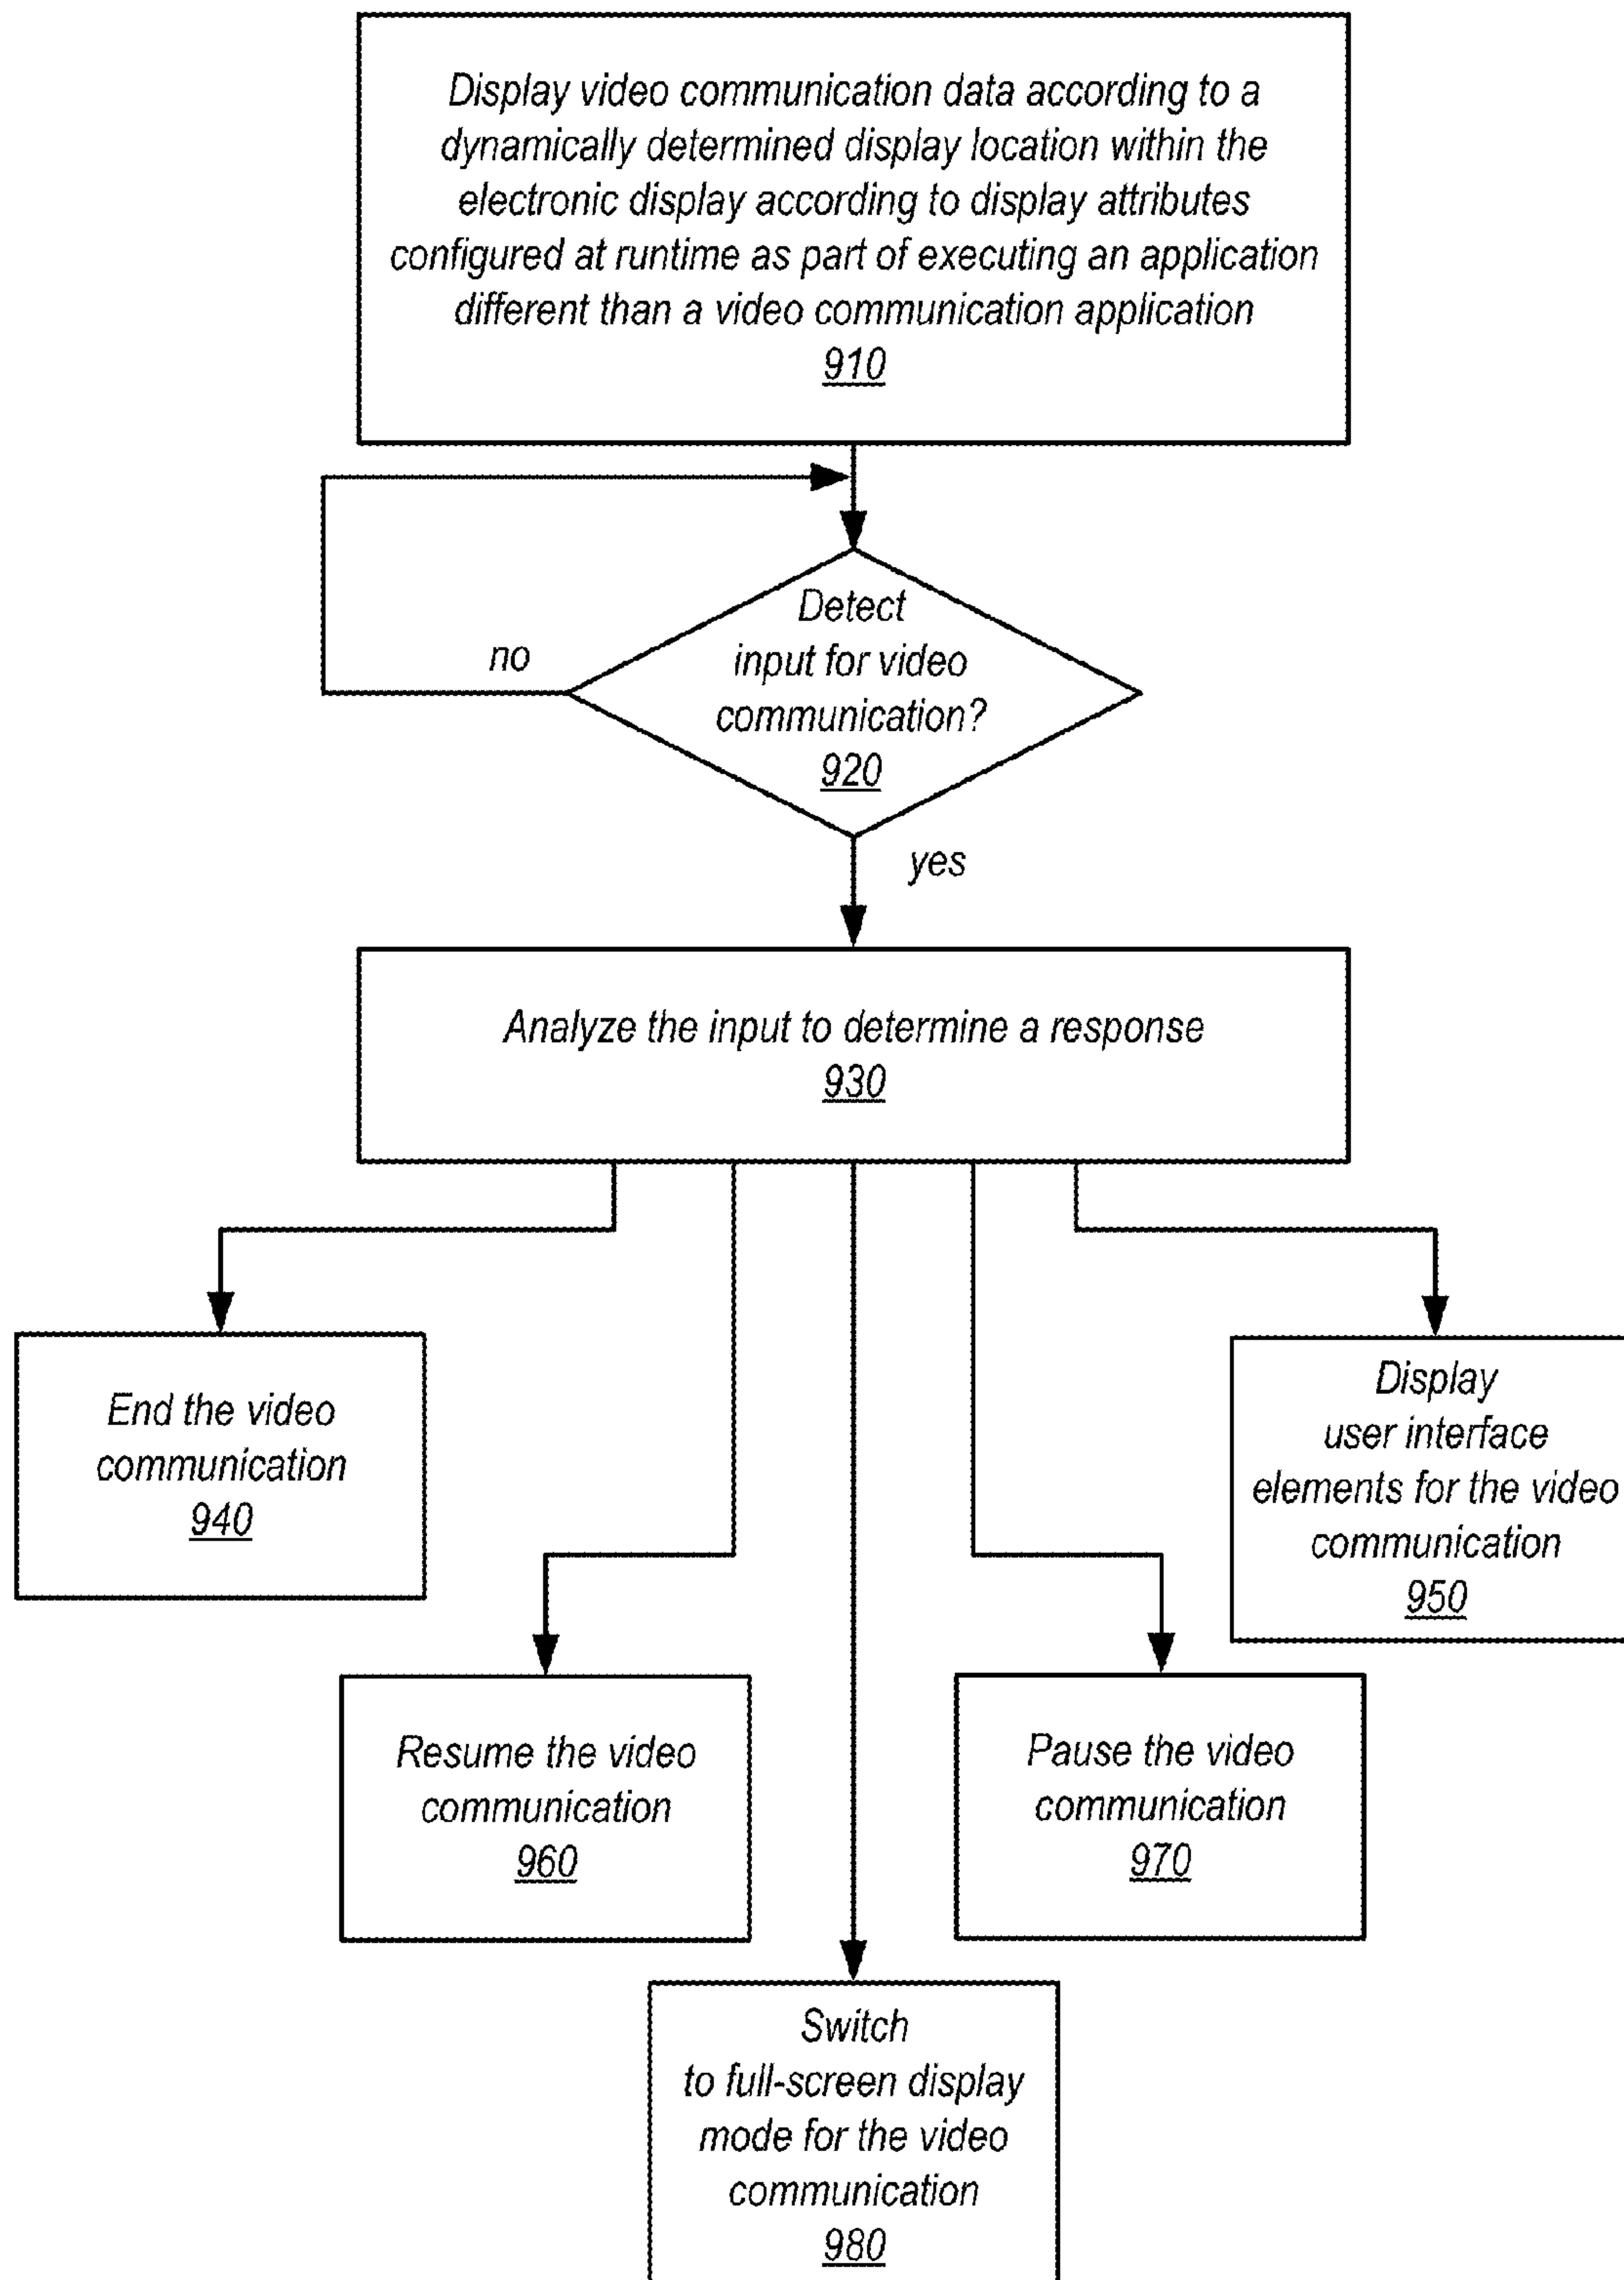 Display video communication data according to a
dynamically determined display location within the
electronic display according to display attributes
configured at runtime as part of executing an application
different than a video communication application
910
Detect
input for video
communication?
920
no
yes
Analyze the input to determine a response
930
End the video
communication
940
Display
user interface
elements for the video
communication
950
Resume the video
communication
960
Pause the video
communication
970
Switch
to full-screen display
mode for the video
communication
980